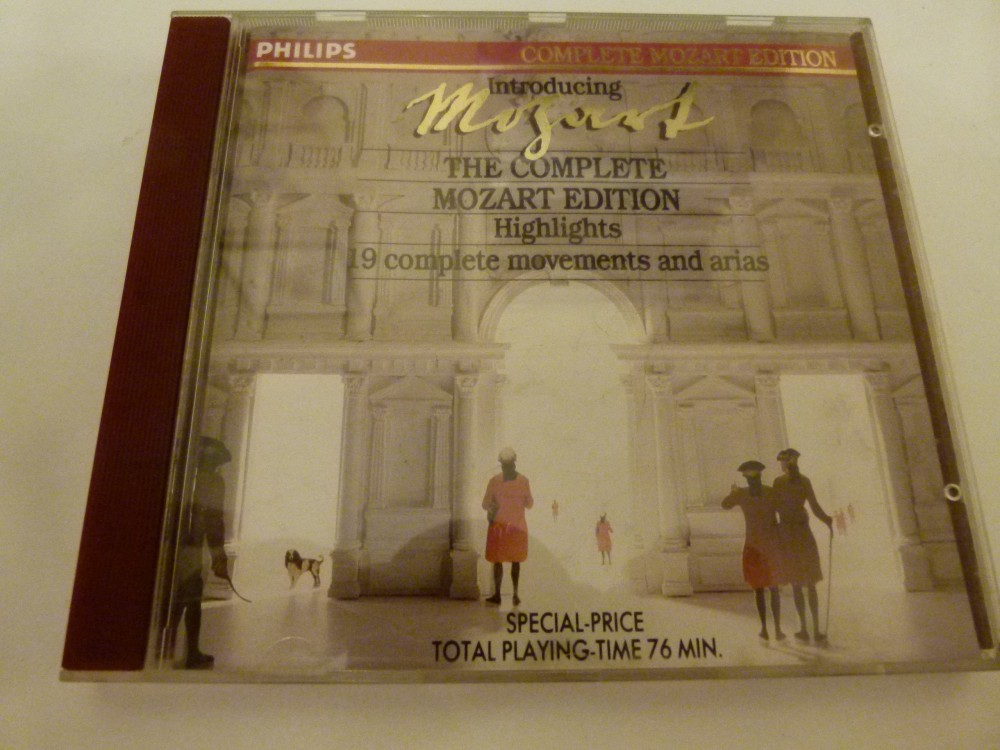 PHILIPS COMPLETE MOZART EDITION
Introducing
Mozart
THE COMPLETE
MOZART EDITION
Highlights
19 complete movements and arias
SPECIAL-PRICE
TOTAL PLAYING-TIME 76 MIN.